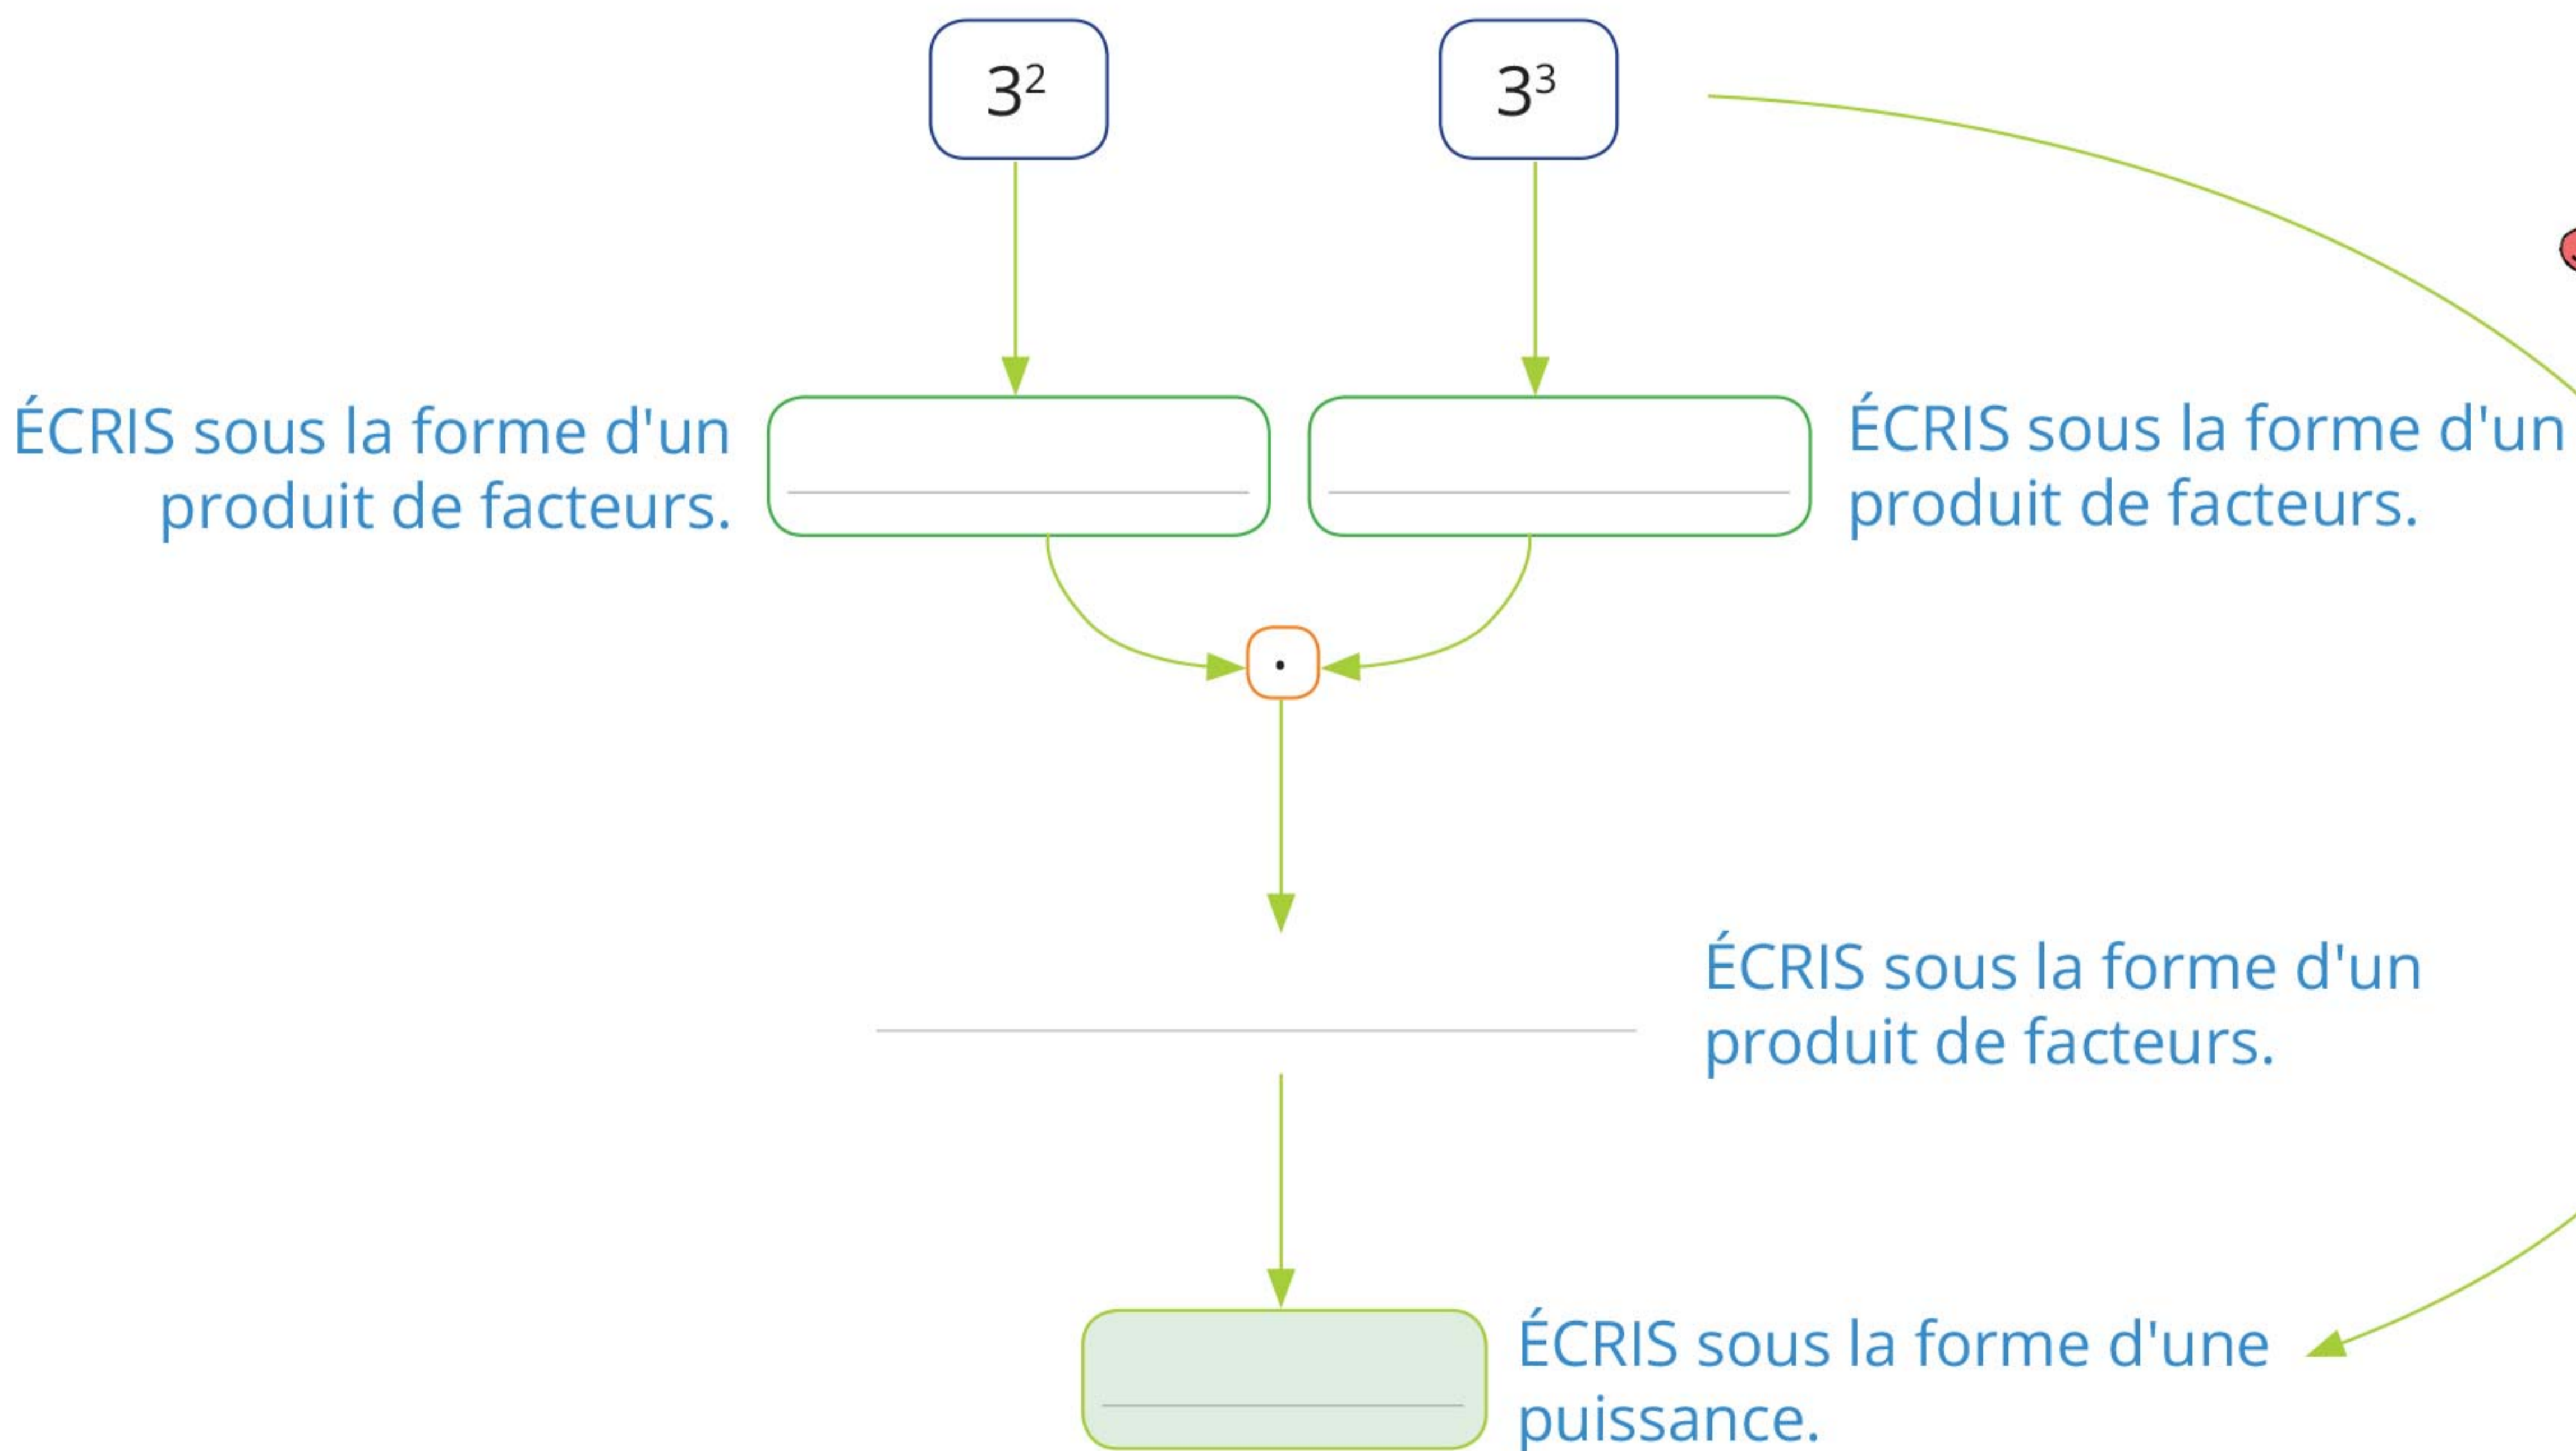 3² 3³
ÉCRIS sous la forme d'un
produit de facteurs.
ÉCRIS sous la forme d'un
produit de facteurs.
·
ÉCRIS sous la forme d'un
produit de facteurs.
ÉCRIS sous la forme d'une
puissance.